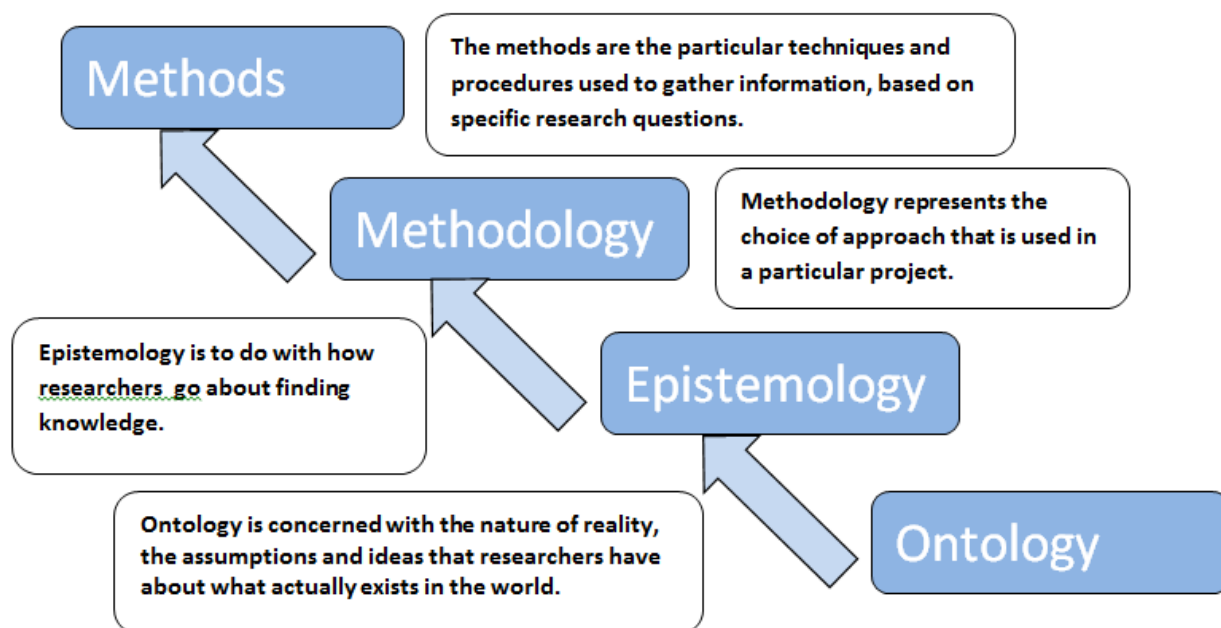 Methods
The methods are the particular techniques and
procedures used to gather information, based on
specific research questions.
Methodology
Methodology represents the
choice of approach that is used in
a particular project.
Epistemology is to do with how
researchers go about finding
knowledge.
Epistemology
Ontology is concerned with the nature of reality,
the assumptions and ideas that researchers have
about what actually exists in the world.
Ontology